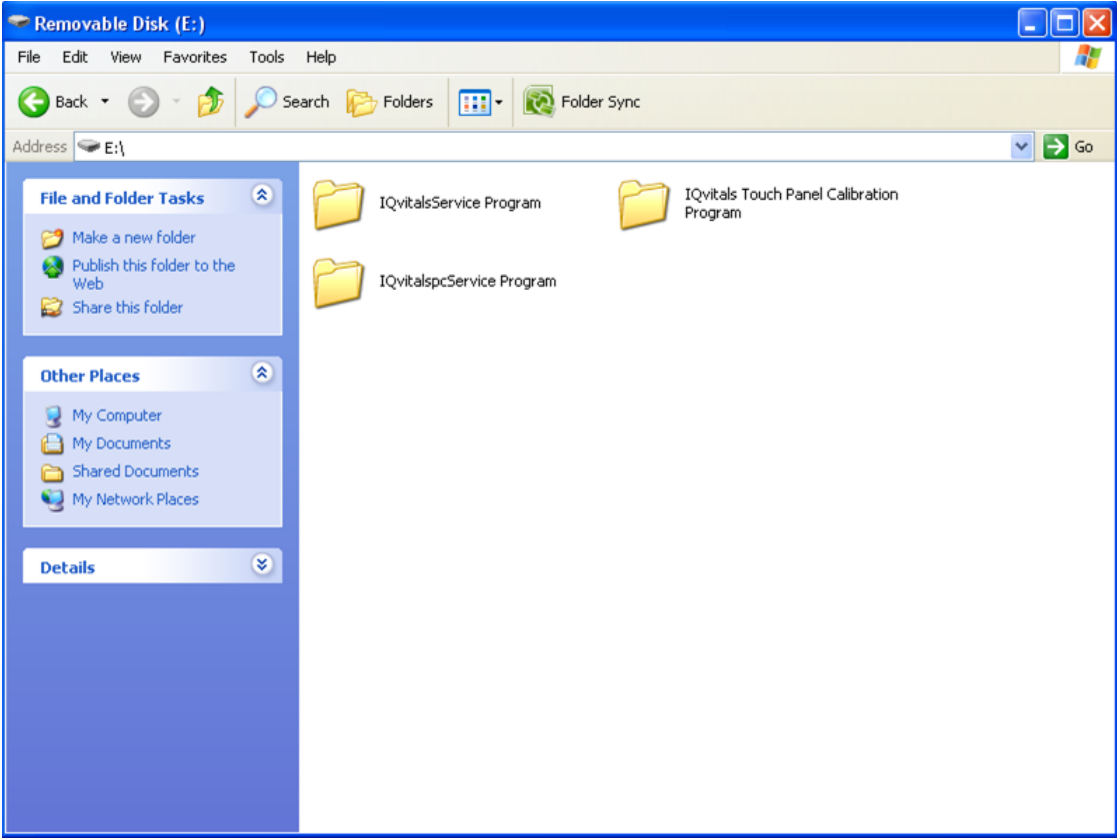 Removable Disk (E:)
File Edit View Favorites Tools Help
Back Search Folders Folder Sync
Address E:\ Go
File and Folder Tasks
Make a new folder
Publish this folder to the
Web
Share this folder
Other Places
My Computer
My Documents
Shared Documents
My Network Places
Details
IQvitalsService Program
IQvitals Touch Panel Calibration
Program
IQvitalspcService Program